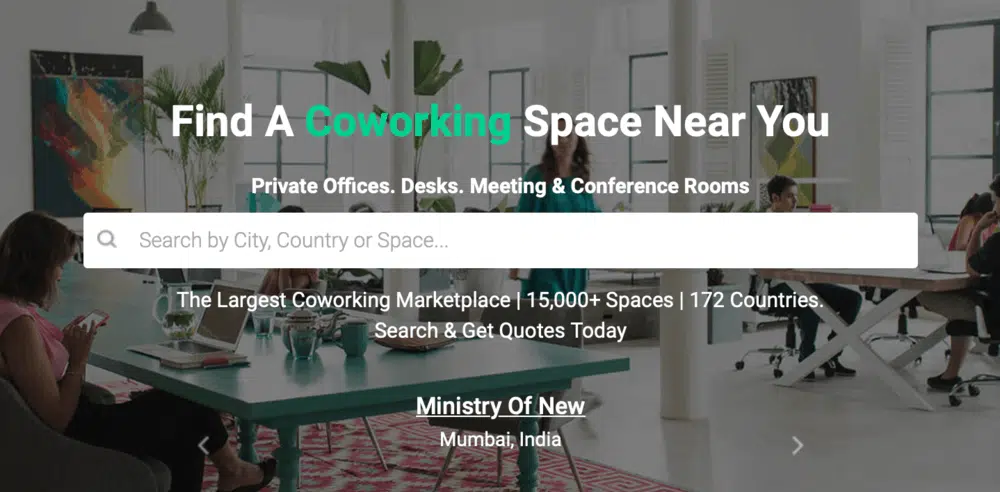 Find A Coworking Space Near You
Private Offices. Desks. Meeting & Conference Rooms
Search by City, Country or Space...
The Largest Coworking Marketplace | 15,000+ Spaces | 172 Countries.
Search & Get Quotes Today
Ministry Of New
Mumbai, India